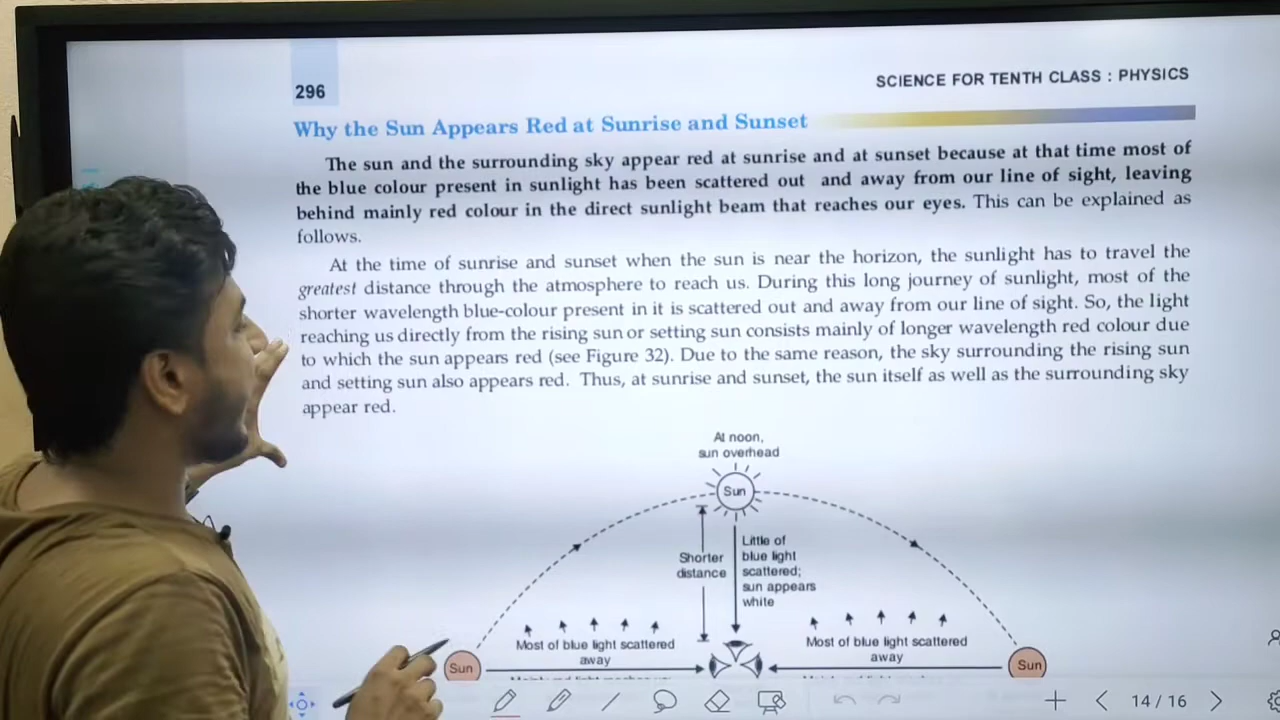 296
SCIENCE FOR TENTH CLASS : PHYSICS
Why the Sun Appears Red at Sunrise and Sunset
The sun and the surrounding sky appear red at sunrise and at sunset because at that time most of
the blue colour present in sunlight has been scattered out and away from our line of sight, leaving
behind mainly red colour in the direct sunlight beam that reaches our eyes. This can be explained as
follows.
At the time of sunrise and sunset when the sun is near the horizon, the sunlight has to travel the
greatest distance through the atmosphere to reach us. During this long journey of sunlight, most of the
shorter wavelength blue-colour present in it is scattered out and away from our line of sight. So, the light
reaching us directly from the rising sun or setting sun consists mainly of longer wavelength red colour due
to which the sun appears red (see Figure 32). Due to the same reason, the sky surrounding the rising sun
and setting sun also appears red. Thus, at sunrise and sunset, the sun itself as well as the surrounding sky
appear red.
At noon,
sun overhead
Sun
Shorter
distance
Little of
blue light
scattered;
sun appears
white
Most of blue light scattered
away
Most of blue light scattered
away
Sun
Sun
14 / 16